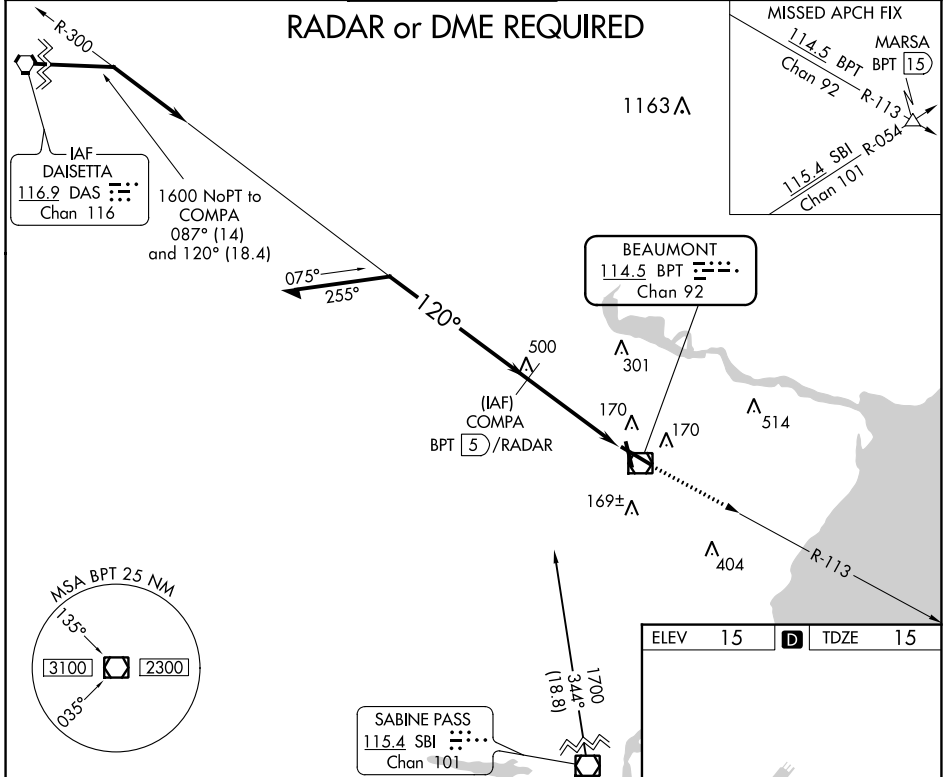 RADAR or DME REQUIRED
MISSED APCH FIX
114.5 BPT
Chan 92
R-113
MARSA
BPT 15
115.4 SBI
Chan 101
R-054
R-300
IAF
DAISETTA
116.9 DAS
Chan 116
1600 NoPT to
COMPA
087° (14)
and 120° (18.4)
1163
075°
255°
120°
BEAUMONT
114.5 BPT
Chan 92
500
301
(IAF)
COMPA
BPT 5 /RADAR
170
170
514
169±
404
R-113
MSA BPT 25 NM
135°
3100
2300
035°
1700
344°
(18.8)
SABINE PASS
115.4 SBI
Chan 101
ELEV 15 D TDZE 15